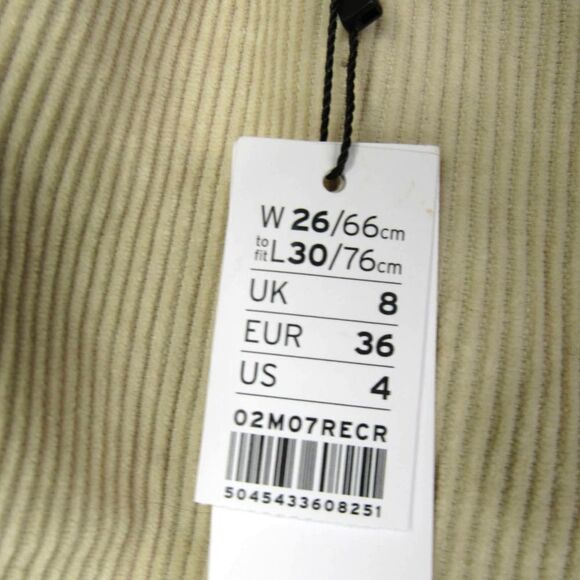 W 26/66cm
to fit L30/76cm
UK 8
EUR 36
US 4
02M07RECR
5045433608251